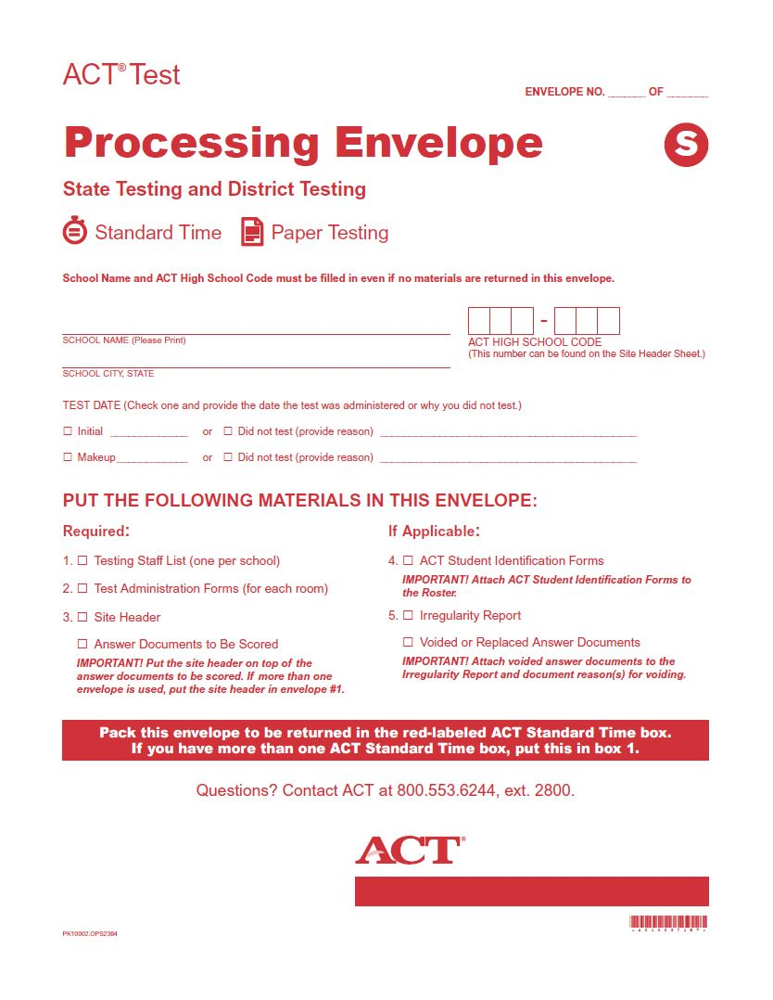 ACT® Test
ENVELOPE NO. ______ OF ______
Processing Envelope
S
State Testing and District Testing
Standard Time Paper Testing
School Name and ACT High School Code must be filled in even if no materials are returned in this envelope.
-
SCHOOL NAME (Please Print)
ACT HIGH SCHOOL CODE
(This number can be found on the Site Header Sheet.)
SCHOOL CITY, STATE
TEST DATE (Check one and provide the date the test was administered or why you did not test.)
☐ Initial _____________ or ☐ Did not test (provide reason) ___________________________________________
☐ Makeup____________ or ☐ Did not test (provide reason) ___________________________________________
PUT THE FOLLOWING MATERIALS IN THIS ENVELOPE:
Required:
1. ☐ Testing Staff List (one per school)
2. ☐ Test Administration Forms (for each room)
3. ☐ Site Header
☐ Answer Documents to Be Scored
IMPORTANT! Put the site header on top of the
answer documents to be scored. If more than one
envelope is used, put the site header in envelope #1.
If Applicable:
4. ☐ ACT Student Identification Forms
IMPORTANT! Attach ACT Student Identification Forms to
the Roster.
5. ☐ Irregularity Report
☐ Voided or Replaced Answer Documents
IMPORTANT! Attach voided answer documents to the
Irregularity Report and document reason(s) for voiding.
Pack this envelope to be returned in the red-labeled ACT Standard Time box.
If you have more than one ACT Standard Time box, put this in box 1.
Questions? Contact ACT at 800.553.6244, ext. 2800.
ACT®
PK10002.OPS2384